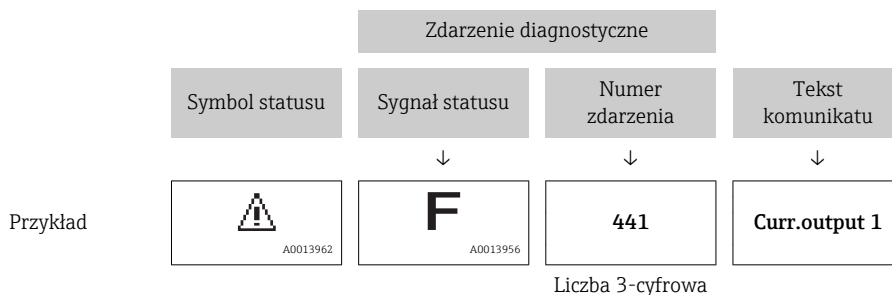 Zdarzenie diagnostyczne
Symbol statusu
Sygnał statusu
Numer
zdarzenia
Tekst
komunikatu
↓
↓
↓
Przykład
A0013962
F
A0013956
441
Curr.output 1
Liczba 3-cyfrowa